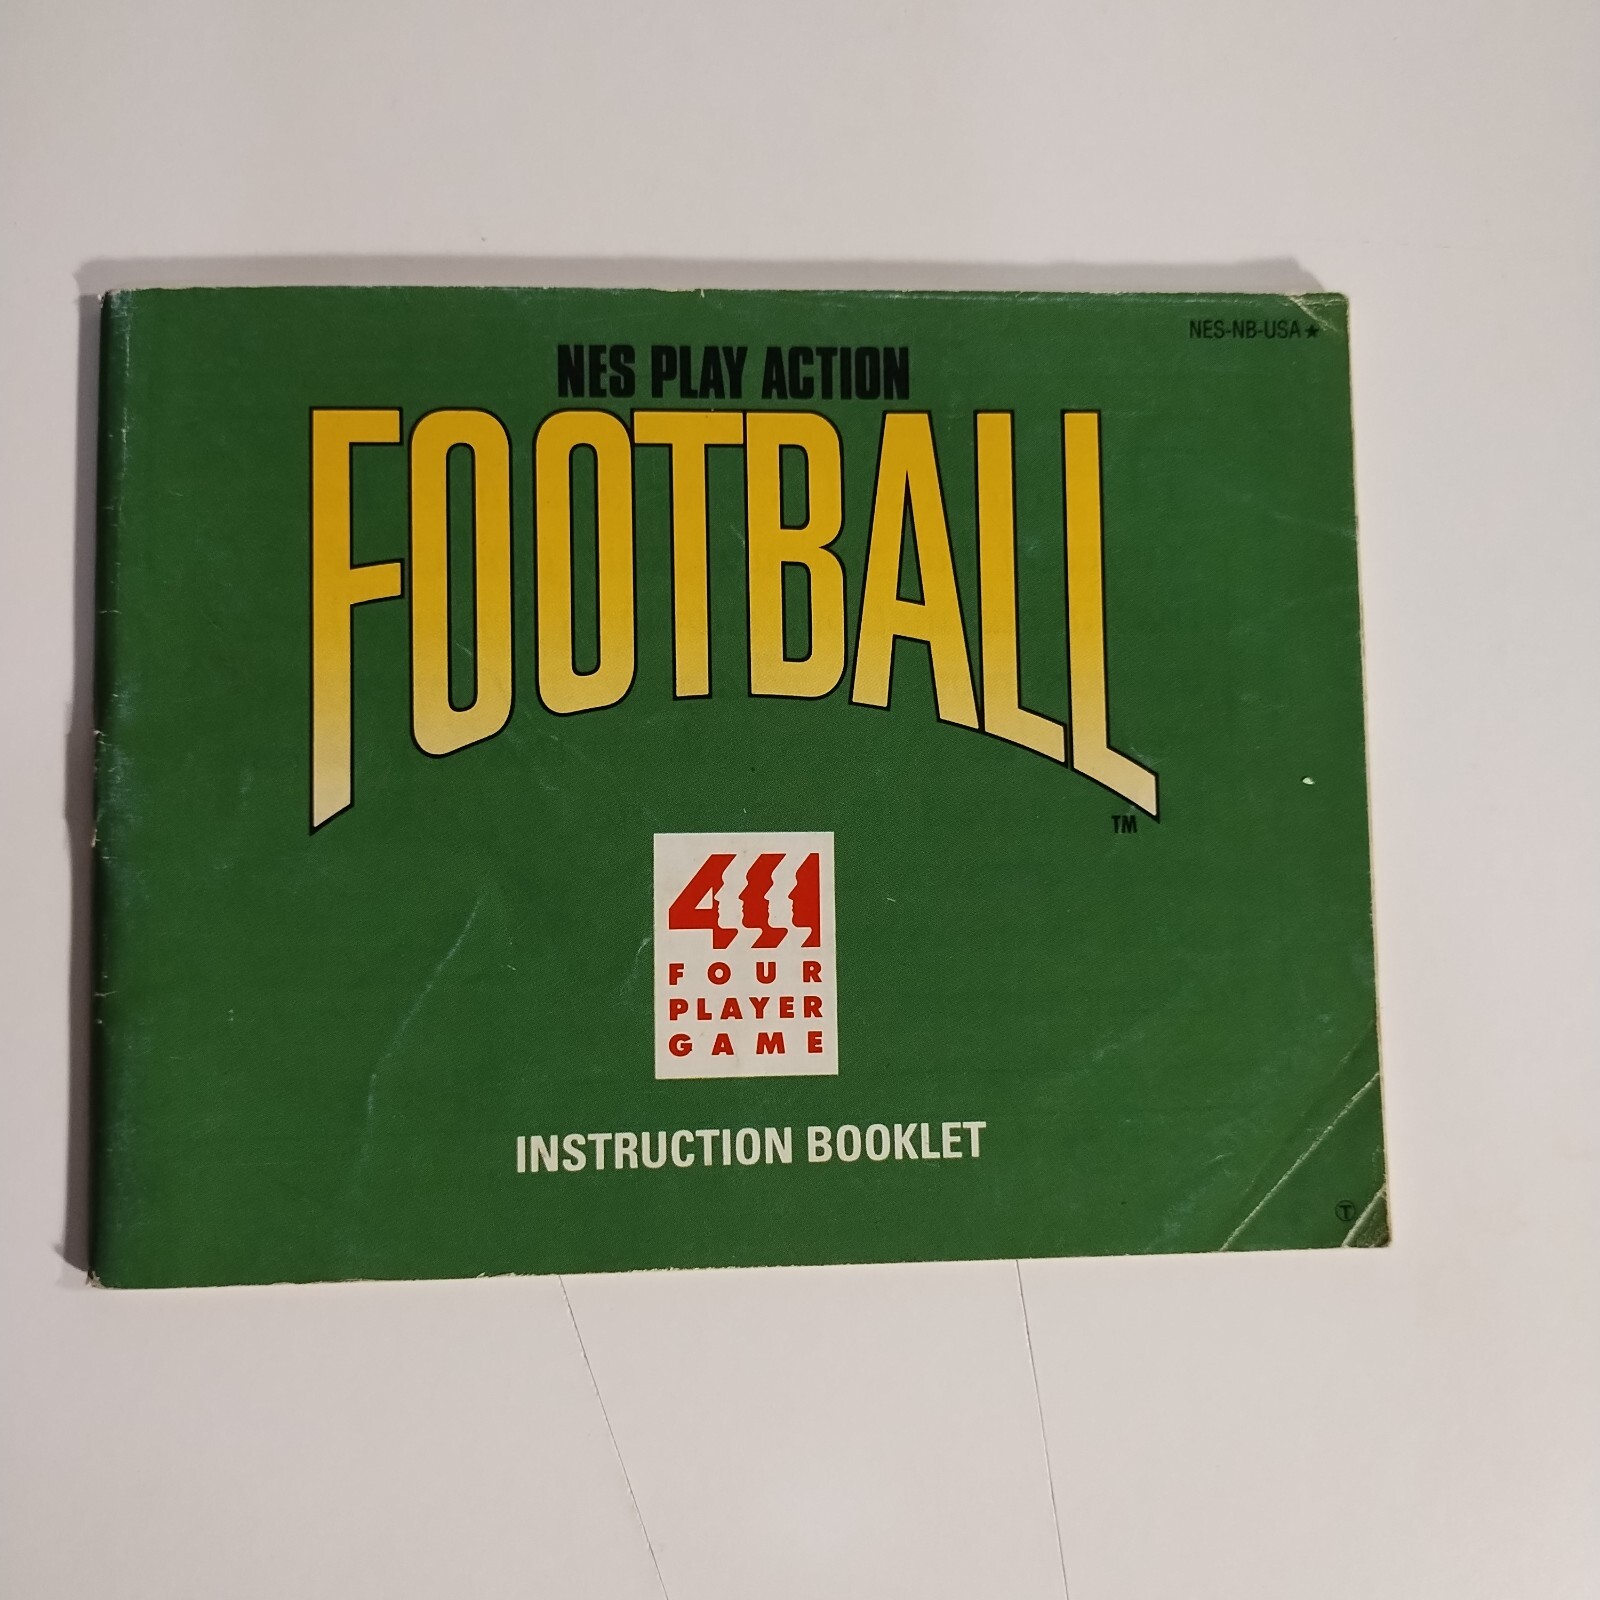 NES-NB-USA★
NES PLAY ACTION
FOOTBALL
TM
4
FOUR
PLAYER
GAME
INSTRUCTION BOOKLET
T